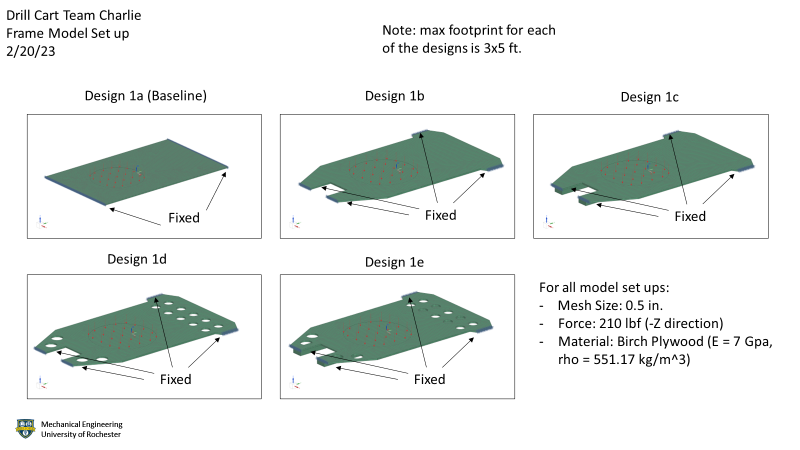 Drill Cart Team Charlie
Frame Model Set up
2/20/23
Note: max footprint for each
of the designs is 3x5 ft.
Design 1a (Baseline)
Design 1b
Design 1c
Fixed
Fixed
Fixed
Design 1d
Design 1e
Fixed
Fixed
For all model set ups:
- Mesh Size: 0.5 in.
- Force: 210 lbf (-Z direction)
- Material: Birch Plywood (E = 7 Gpa,
rho = 551.17 kg/m^3)
Mechanical Engineering
University of Rochester